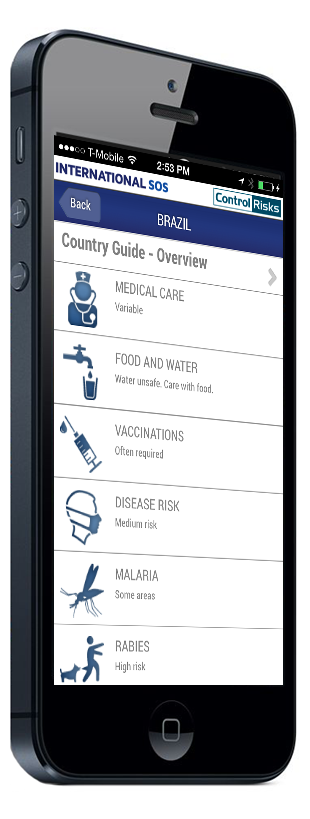 T-Mobile 2:53 PM
INTERNATIONAL SOS
Control Risks
Back
BRAZIL
Country Guide - Overview
MEDICAL CARE
Variable
FOOD AND WATER
Water unsafe. Care with food.
VACCINATIONS
Often required
DISEASE RISK
Medium risk
MALARIA
Some areas
RABIES
High risk